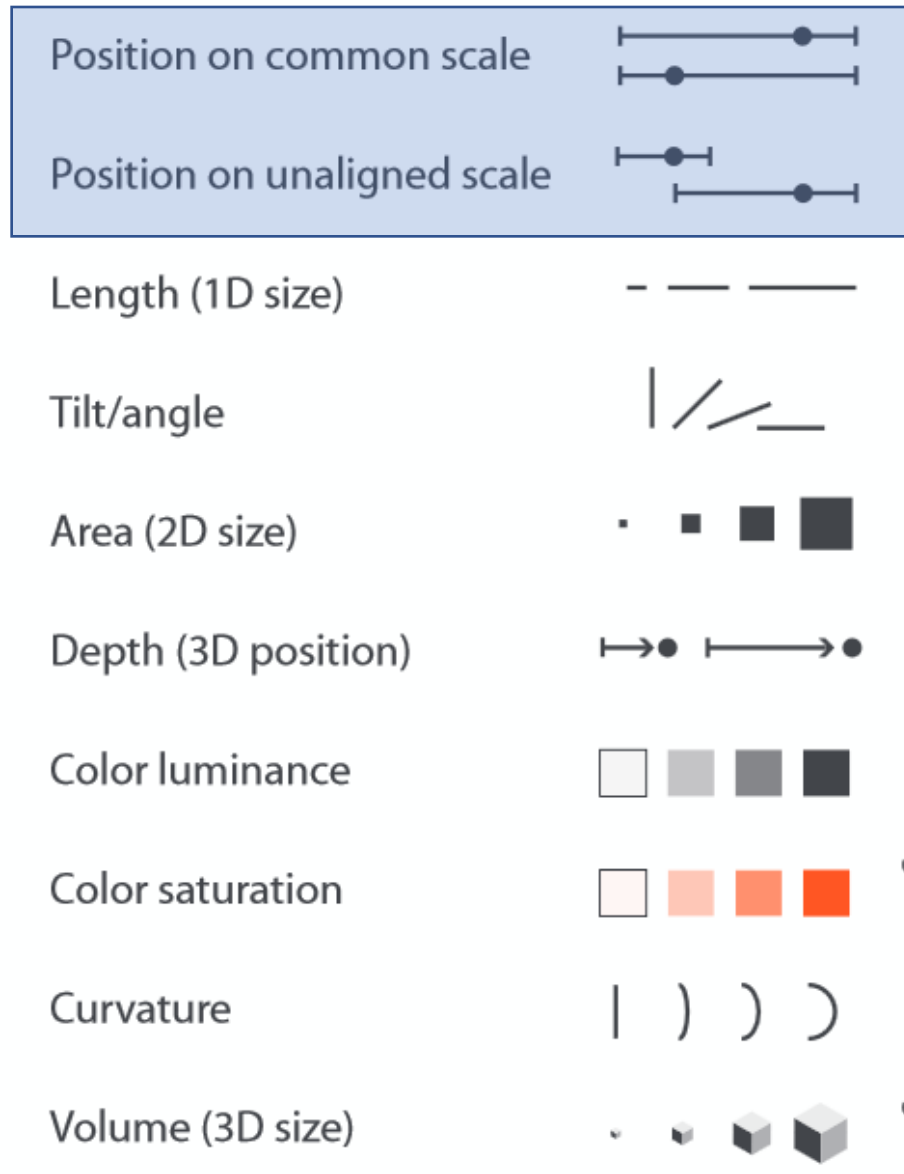 Position on common scale
Position on unaligned scale
Length (1D size)
Tilt/angle
Area (2D size)
Depth (3D position)
Color luminance
Color saturation
Curvature
Volume (3D size)